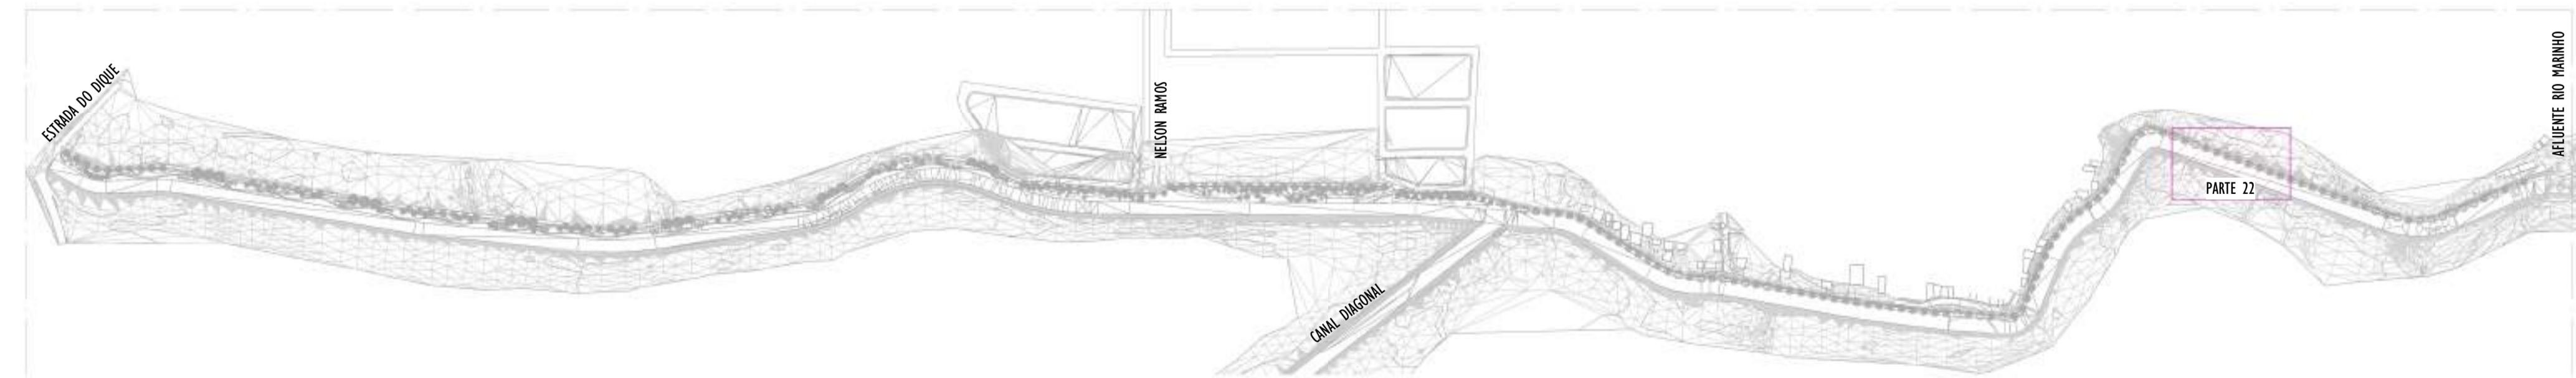 ESTRADA DO DIQUE
NELSON RAMOS
CANAL DIAGONAL
PARTE 22
AFLUENTE RIO MARINHO